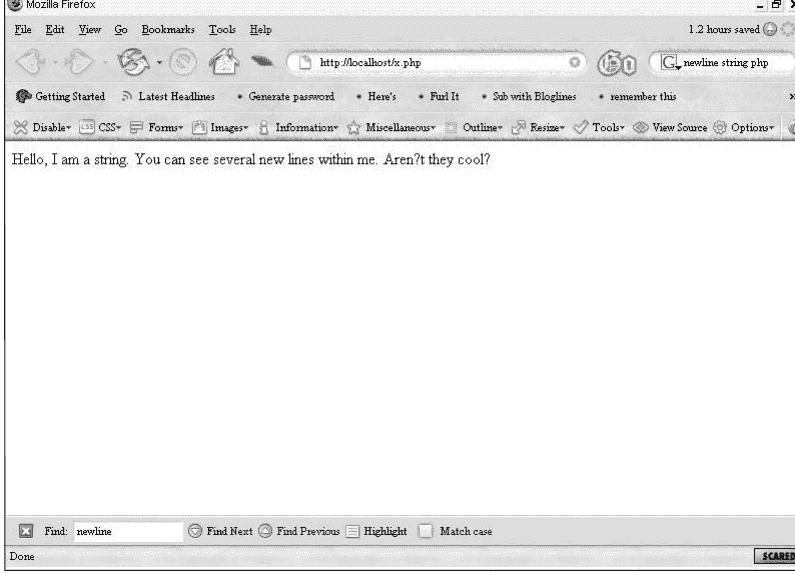 Mozilla Firefox
File Edit View Go Bookmarks Tools Help 1.2 hours saved
http://localhost/x.php G newline string php
Getting Started Latest Headlines Generate password Here's Furl It Sub with Bloglines remember this »
Disable CSS CSS Forms Images Information Miscellaneous Outline Resize Tools View Source Options
Hello, I am a string. You can see several new lines within me. Aren?t they cool?
Find: newline Find Next Find Previous Highlight Match case
Done SCARED